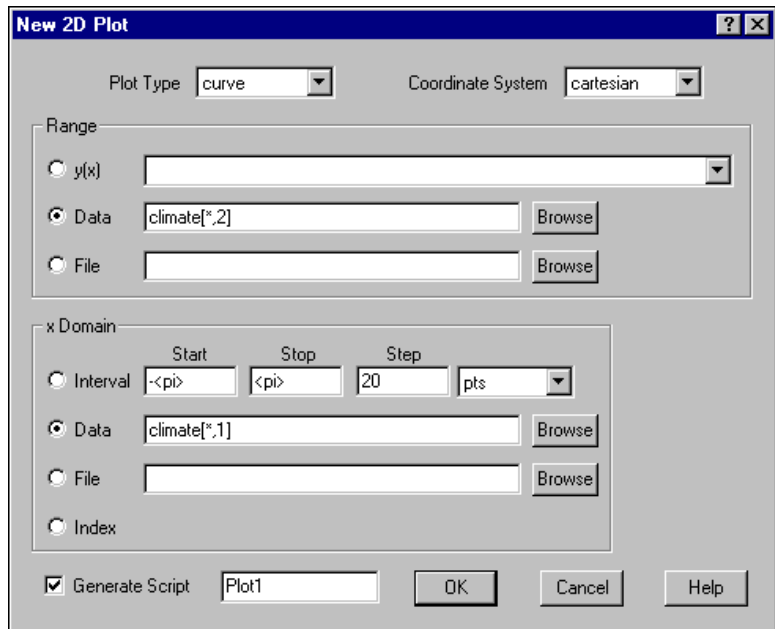 New 2D Plot
Plot Type curve Coordinate System cartesian
Range
y(x)
Data climate[*,2] Browse
File Browse
x Domain
Start Stop Step
Interval -<pi> <pi> 20 pts
Data climate[*,1] Browse
File Browse
Index
Generate Script Plot1 OK Cancel Help